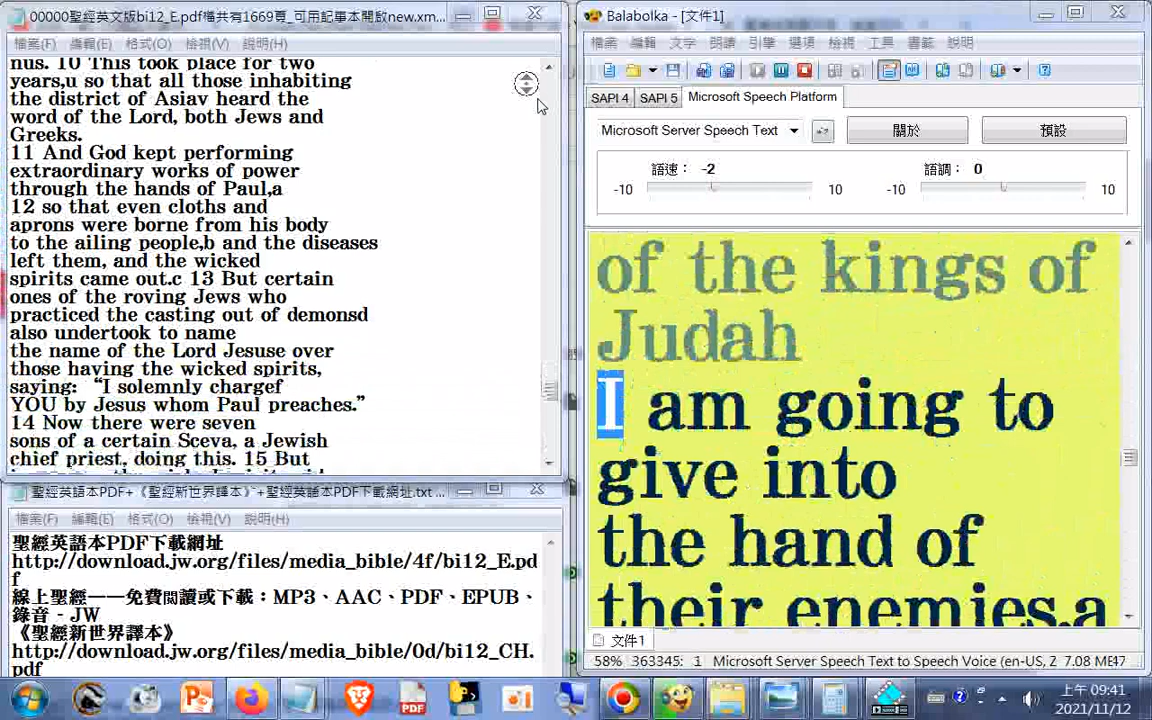 00000聖經英文版bi12_E.pdf檔共有1669頁_可用記事本開啟new.xm...
檔案(F) 編輯(E) 格式(O) 檢視(V) 說明(H)
nus. 10 This took place for two
years,u so that all those inhabiting
the district of Asiav heard the
word of the Lord, both Jews and
Greeks.
11 And God kept performing
extraordinary works of power
through the hands of Paul,a
12 so that even cloths and
aprons were borne from his body
to the ailing people,b and the diseases
left them, and the wicked
spirits came out.c 13 But certain
ones of the roving Jews who
practiced the casting out of demonsd
also undertook to name
the name of the Lord Jesuse over
those having the wicked spirits,
saying: “I solemnly chargef
YOU by Jesus whom Paul preaches.”
14 Now there were seven
sons of a certain Sceva, a Jewish
chief priest, doing this. 15 But
聖經英語本PDF+《聖經新世界譯本》+聖經英語本PDF下載網址.txt ...
檔案(F) 編輯(E) 格式(O) 檢視(V) 說明(H)
聖經英語本PDF下載網址
http://download.jw.org/files/media_bible/4f/bi12_E.pd
f
線上聖經——免費閱讀或下載：MP3、AAC、PDF、EPUB、
錄音 - JW
《聖經新世界譯本》
http://download.jw.org/files/media_bible/0d/bi12_CH.
pdf
Balabolka - [文件1]
檔案 編輯 文字 朗讀 引擎 選項 檢視 工具 書籤 說明
SAPI 4 SAPI 5 Microsoft Speech Platform
Microsoft Server Speech Text 關於 預設
語速： -2 語調： 0
-10 10 -10 10
of the kings of
Judah
I am going to
give into
the hand of
their enemies,a
文件1
58% 363345: 1 Microsoft Server Speech Text to Speech Voice (en-US, 2 7.08 ME47
上午 09:41
2021/11/12